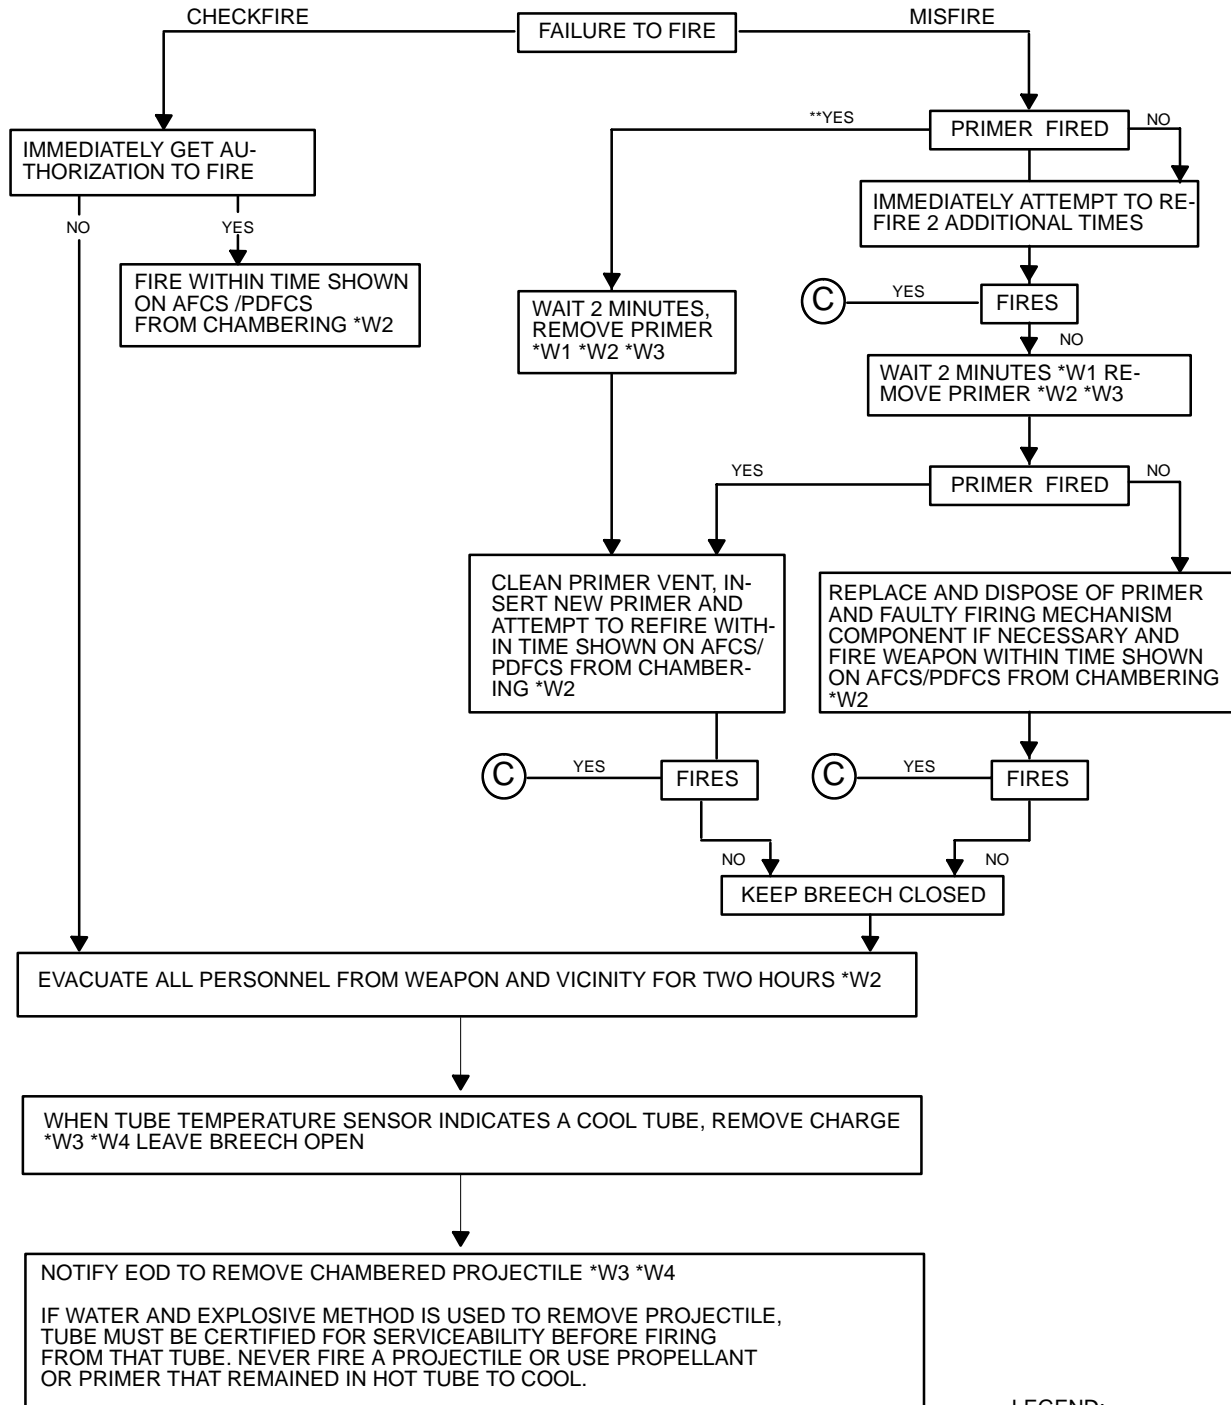 CHECKFIRE
MISFIRE
FAILURE TO FIRE
**YES
PRIMER FIRED
NO
IMMEDIATELY GET AU-
THORIZATION TO FIRE
IMMEDIATELY ATTEMPT TO RE-
FIRE 2 ADDITIONAL TIMES
NO
YES
FIRE WITHIN TIME SHOWN
ON AFCS /PDFCS
FROM CHAMBERING *W2
WAIT 2 MINUTES,
REMOVE PRIMER
*W1 *W2 *W3
C
YES
FIRES
NO
WAIT 2 MINUTES *W1 RE-
MOVE PRIMER *W2 *W3
YES
PRIMER FIRED
NO
CLEAN PRIMER VENT, IN-
SERT NEW PRIMER AND
ATTEMPT TO REFIRE WITH-
IN TIME SHOWN ON AFCS/
PDFCS FROM CHAMBER-
ING *W2
REPLACE AND DISPOSE OF PRIMER
AND FAULTY FIRING MECHANISM
COMPONENT IF NECESSARY AND
FIRE WEAPON WITHIN TIME SHOWN
ON AFCS/PDFCS FROM CHAMBERING
*W2
C
YES
FIRES
C
YES
FIRES
NO
NO
KEEP BREECH CLOSED
EVACUATE ALL PERSONNEL FROM WEAPON AND VICINITY FOR TWO HOURS *W2
WHEN TUBE TEMPERATURE SENSOR INDICATES A COOL TUBE, REMOVE CHARGE
*W3 *W4 LEAVE BREECH OPEN
NOTIFY EOD TO REMOVE CHAMBERED PROJECTILE *W3 *W4
IF WATER AND EXPLOSIVE METHOD IS USED TO REMOVE PROJECTILE,
TUBE MUST BE CERTIFIED FOR SERVICEABILITY BEFORE FIRING
FROM THAT TUBE. NEVER FIRE A PROJECTILE OR USE PROPELLANT
OR PRIMER THAT REMAINED IN HOT TUBE TO COOL.
LEGEND: